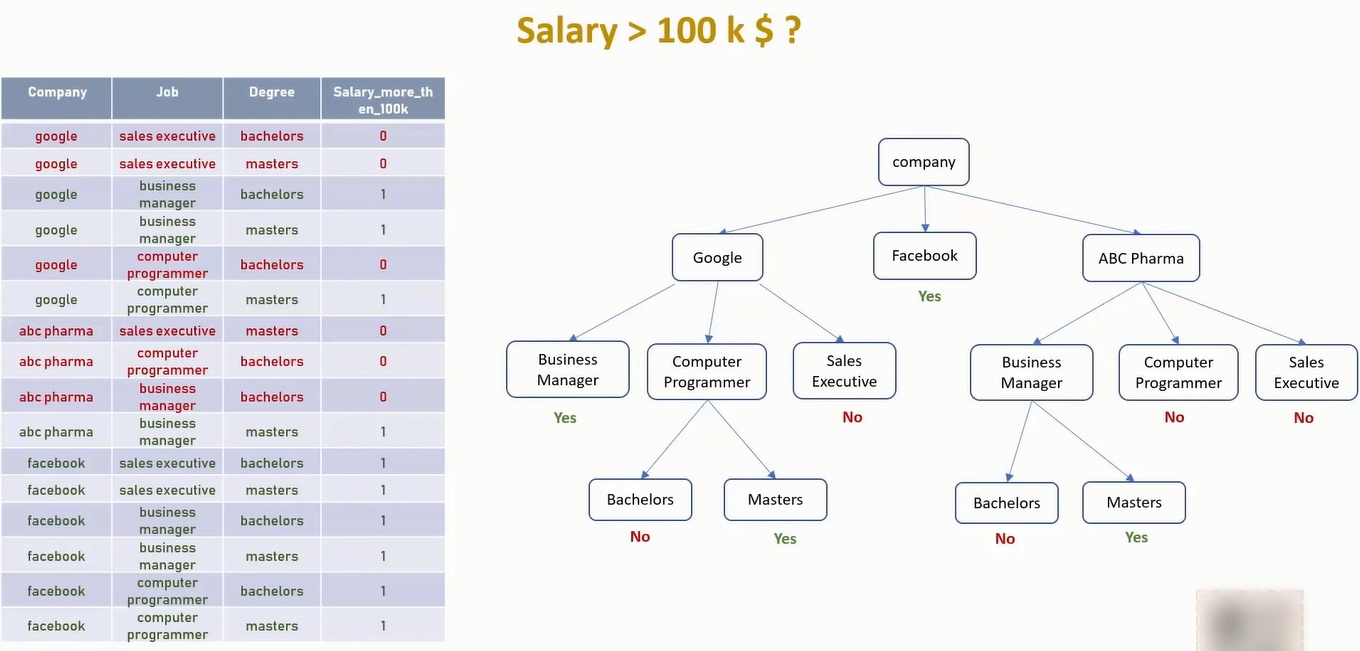 Salary > 100 k $ ?
Company Job Degree Salary_more_th
en_100k
google sales executive bachelors 0
google sales executive masters 0
google business
manager bachelors 1
google business
manager masters 1
google computer
programmer bachelors 0
google computer
programmer masters 1
abc pharma sales executive masters 0
abc pharma computer
programmer bachelors 0
abc pharma business
manager bachelors 0
abc pharma business
manager masters 1
facebook sales executive bachelors 1
facebook sales executive masters 1
facebook business
manager bachelors 1
facebook business
manager masters 1
facebook computer
programmer bachelors 1
facebook computer
programmer masters 1
company
Google
Facebook
Yes
ABC Pharma
Business
Manager
Yes
Computer
Programmer
Sales
Executive
No
Business
Manager
Computer
Programmer
No
Sales
Executive
No
Bachelors
No
Masters
Yes
Bachelors
No
Masters
Yes